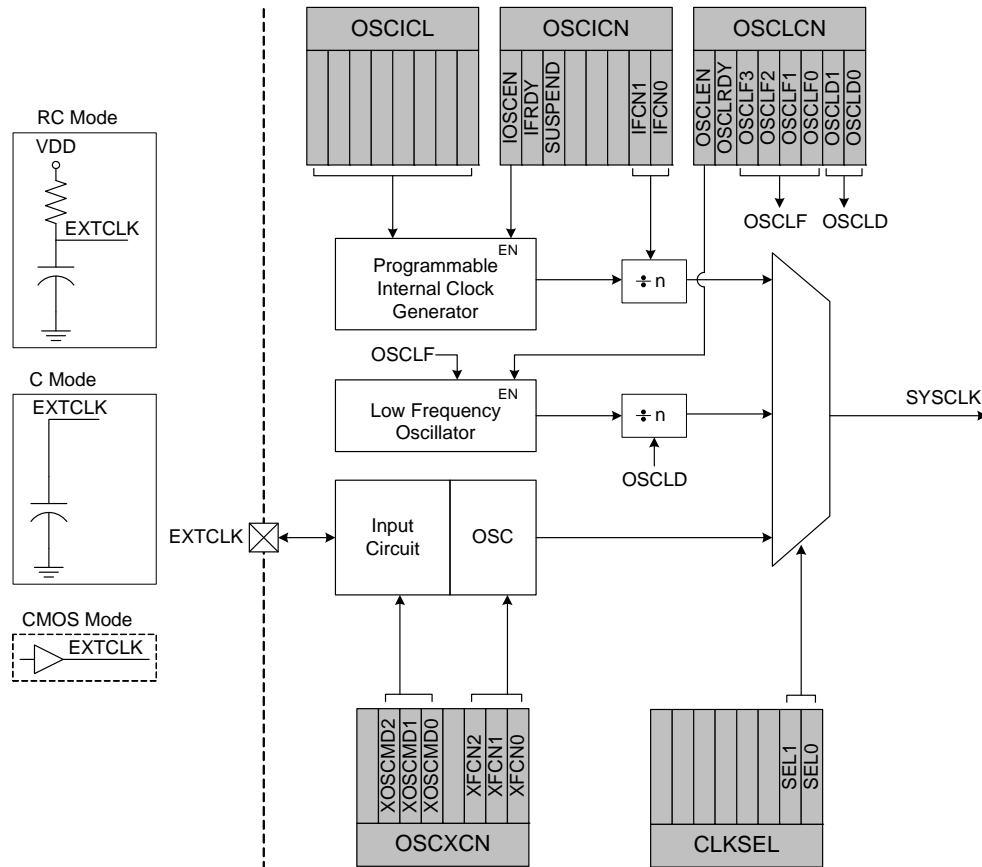 OSCICL
OSCICN
OSCLCN
IOSCEN
IFRDY
SUSPEND
IFCN1
IFCN0
OSCLEN
OSCLRDY
OSCLF3
OSCLF2
OSCLF1
OSCLF0
OSCLD1
OSCLD0
OSCLF
OSCLD
RC Mode
VDD
EXTCLK
EN
Programmable
Internal Clock
Generator
÷ n
OSCLF
EN
Low Frequency
Oscillator
÷ n
OSCLD
SYSCLK
C Mode
EXTCLK
EXTCLK
Input
Circuit
OSC
CMOS Mode
EXTCLK
XOSCMD2
XOSCMD1
XOSCMD0
XFCN2
XFCN1
XFCN0
OSCXCN
SEL1
SEL0
CLKSEL